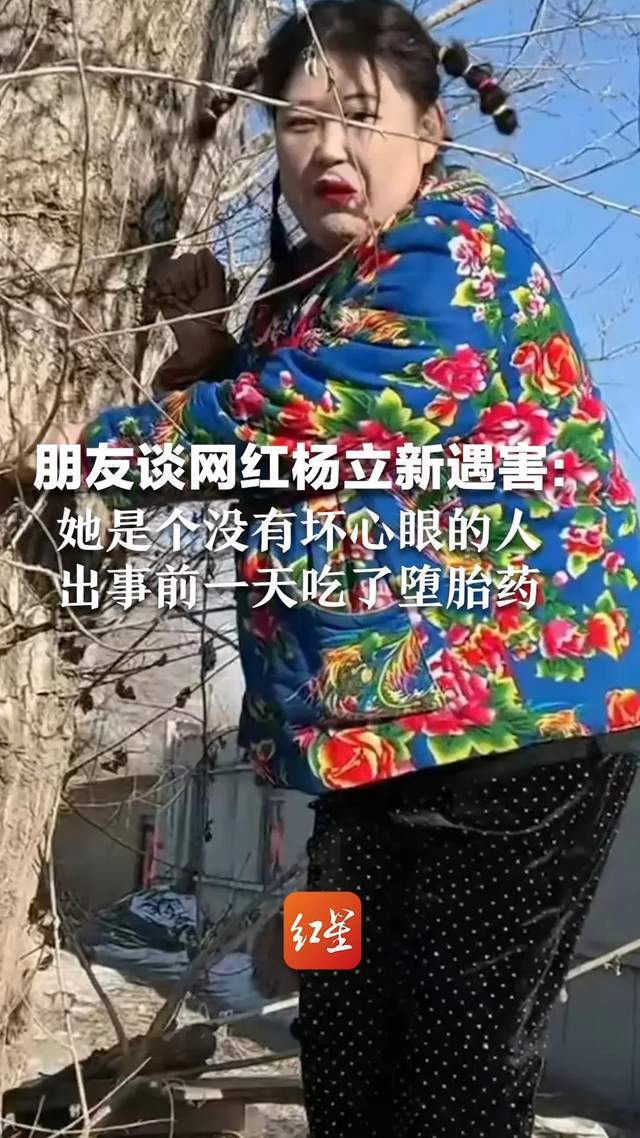 朋友谈网红杨立新遇害：
她是个没有坏心眼的人
出事前一天吃了堕胎药
红星